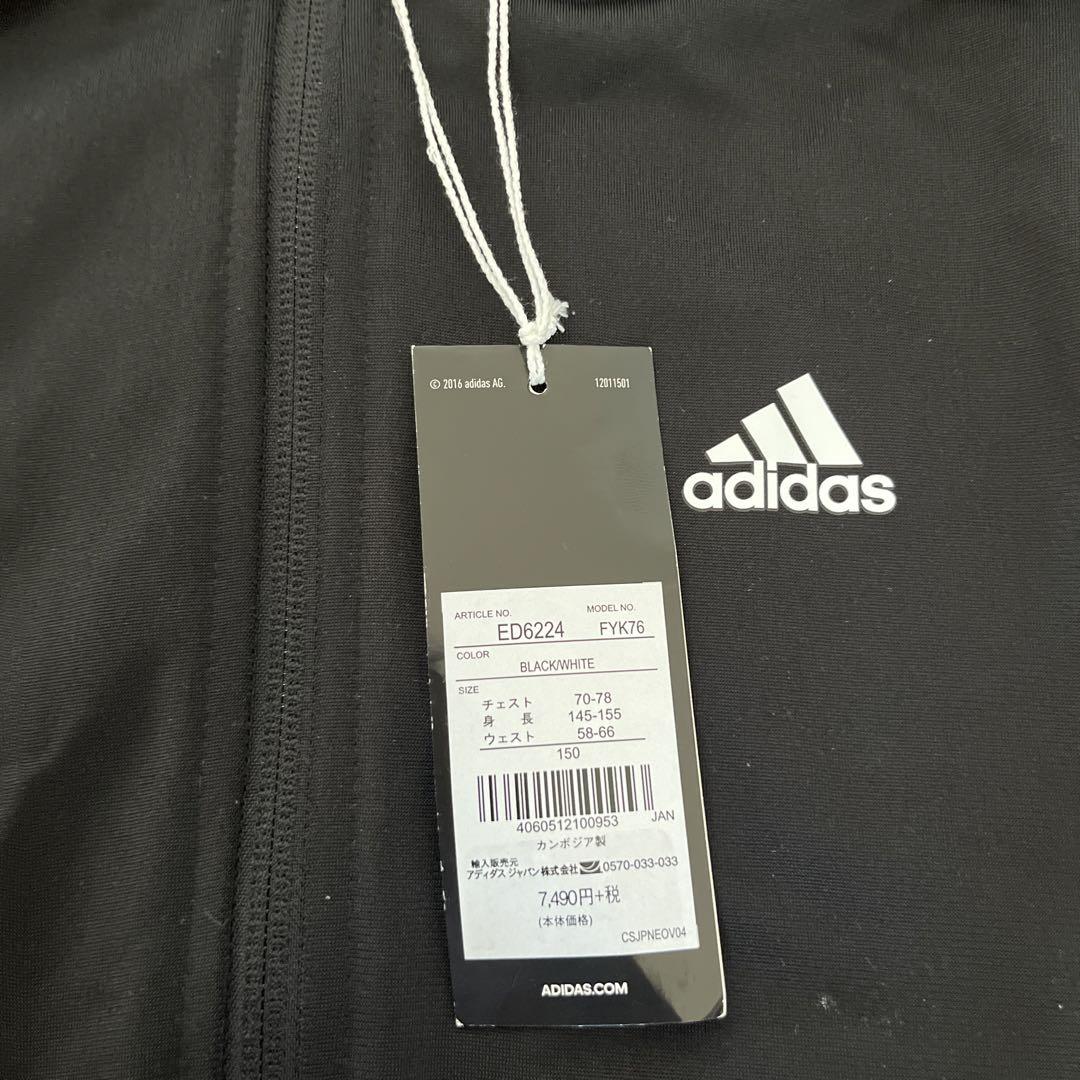 © 2016 adidas AG. 12011501
adidas
ARTICLE NO. MODEL NO.
ED6224 FYK76
COLOR
BLACK/WHITE
SIZE
チェスト 70-78
身 長 145-155
ウェスト 58-66
150
4060512100953 JAN
カンボジア製
輸入販売元
アディダス ジャパン株式会社 0570-033-033
7,490円+税
(本体価格)
CSJPNEOV04
ADIDAS.COM